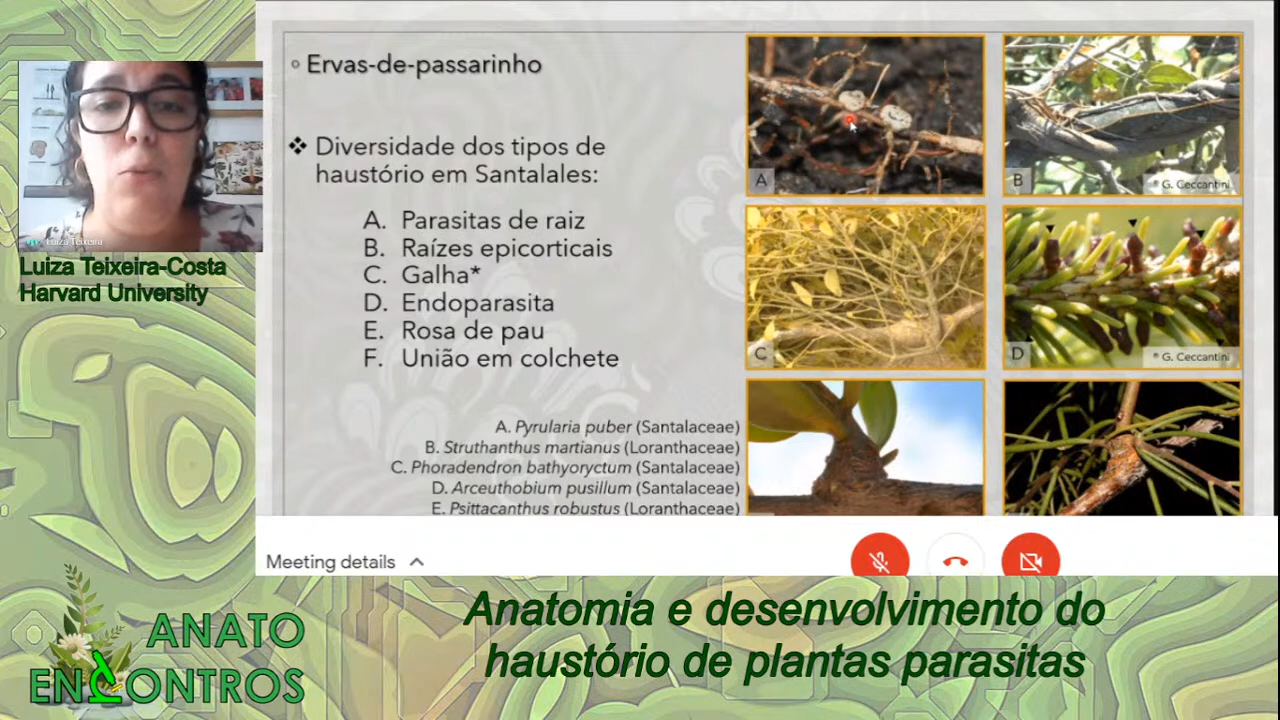 Ervas-de-passarinho
Diversidade dos tipos de
haustório em Santalales:
A. Parasitas de raiz
B. Raízes epicorticais
C. Galha*
D. Endoparasita
E. Rosa de pau
F. União em colchete
A. Pyrularia puber (Santalaceae)
B. Struthanthus martianus (Loranthaceae)
C. Phoradendron bathyoryctum (Santalaceae)
D. Arceuthobium pusillum (Santalaceae)
E. Psittacanthus robustus (Loranthaceae)
A
B
© G. Ceccantini
C
D
© G. Ceccantini
Luiza Teixeira
Luiza Teixeira-Costa
Harvard University
Meeting details
ANATO
ENCONTROS
Anatomia e desenvolvimento do
haustório de plantas parasitas